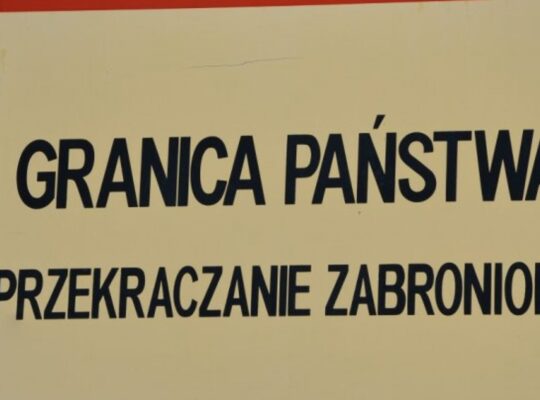 GRANICA PAŃSTWA
PRZEKRACZANIE ZABRONIO